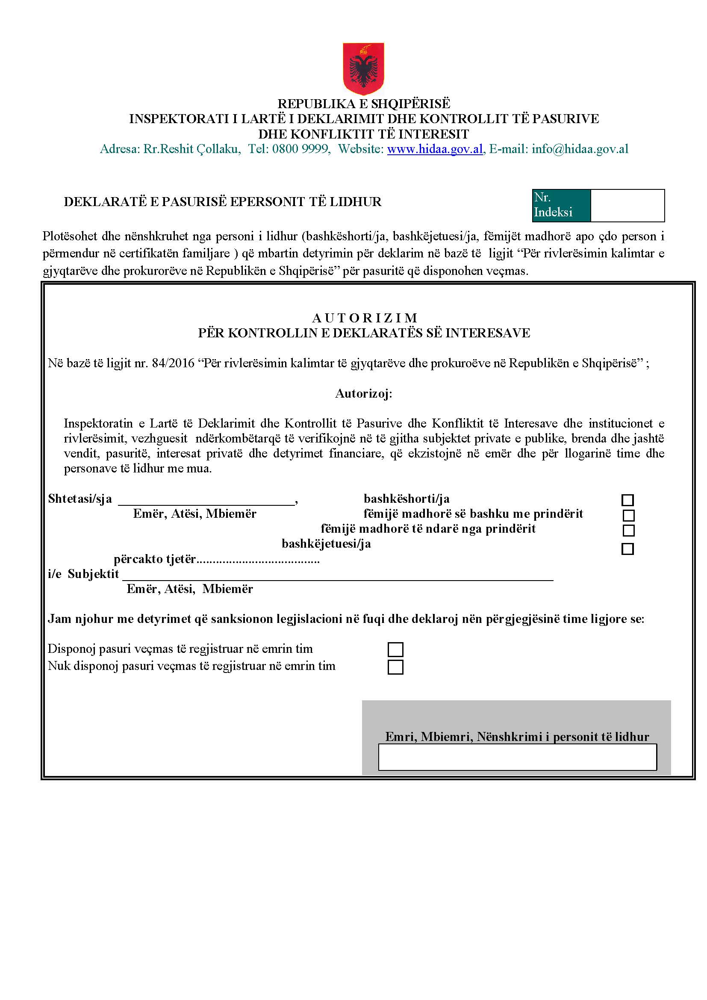 REPUBLIKA E SHQIPËRISË
INSPEKTORATI I LARTË I DEKLARIMIT DHE KONTROLLIT TË PASURIVE
DHE KONFLIKTIT TË INTERESIT
Adresa: Rr.Reshit Çollaku, Tel: 0800 9999, Website: www.hidaa.gov.al, E-mail: info@hidaa.gov.al
DEKLARATË E PASURISË EPERSONIT TË LIDHUR
Nr.
Indeksi
Plotësohet dhe nënshkruhet nga personi i lidhur (bashkëshorti/ja, bashkëjetuesi/ja, fëmijët madhorë apo çdo person i
përmendur në certifikatën familjare ) që mbartin detyrimin për deklarim në bazë të ligjit “Për rivlerësimin kalimtar e
gjyqtarëve dhe prokurorëve në Republikën e Shqipërisë” për pasuritë që disponohen veçmas.
A U T O R I Z I M
PËR KONTROLLIN E DEKLARATËS SË INTERESAVE
Në bazë të ligjit nr. 84/2016 “Për rivlerësimin kalimtar të gjyqtarëve dhe prokuroëve në Republikën e Shqipërisë” ;
Autorizoj:
Inspektoratin e Lartë të Deklarimit dhe Kontrollit të Pasurive dhe Konfliktit të Interesave dhe institucionet e
rivlerësimit, vezhguesit ndërkombëtarqë të verifikojnë në të gjitha subjektet private e publike, brenda dhe jashtë
vendit, pasuritë, interesat privatë dhe detyrimet financiare, që ekzistojnë në emër dhe për llogarinë time dhe
personave të lidhur me mua.
Shtetasi/sja ___________________________, bashkëshorti/ja
Emër, Atësi, Mbiemër fëmijë madhorë së bashku me prindërit
fëmijë madhorë të ndarë nga prindërit
bashkëjetuesi/ja
përcakto tjetër......................................
i/e Subjektit __________________________________________________________________
Emër, Atësi, Mbiemër
Jam njohur me detyrimet që sanksionon legjislacioni në fuqi dhe deklaroj nën përgjegjësinë time ligjore se:
Disponoj pasuri veçmas të regjistruar në emrin tim
Nuk disponoj pasuri veçmas të regjistruar në emrin tim
Emri, Mbiemri, Nënshkrimi i personit të lidhur